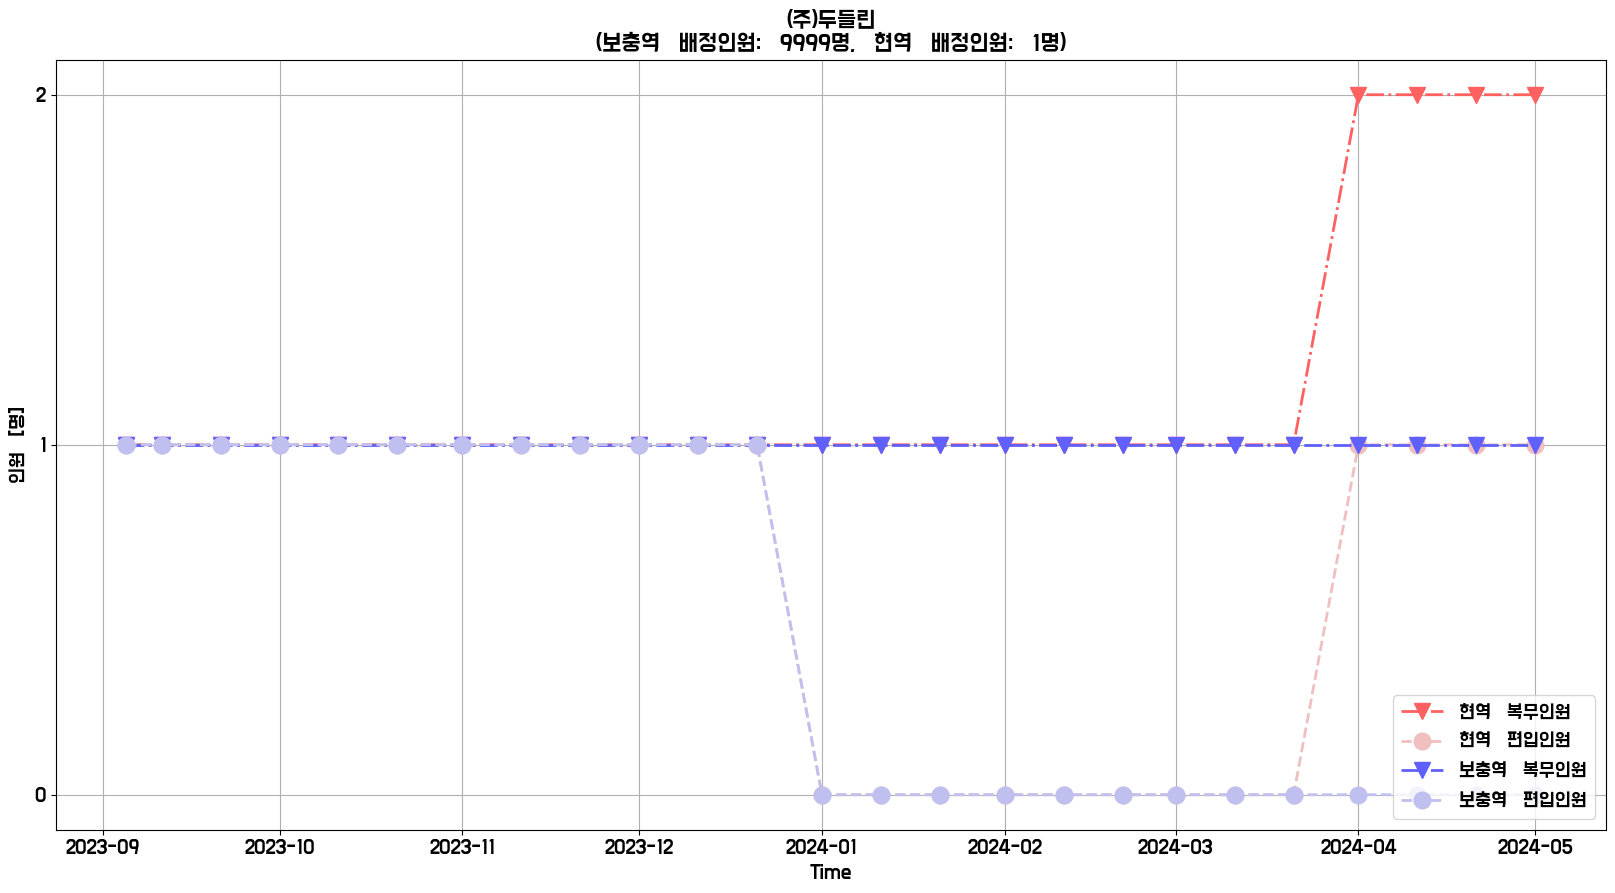 (주)두들린
(보충역 배정인원: 9999명, 현역 배정인원: 1명)
2
1
0
인원 [명]
2023-09 2023-10 2023-11 2023-12 2024-01 2024-02 2024-03 2024-04 2024-05
Time
현역 복무인원
현역 편입인원
보충역 복무인원
보충역 편입인원